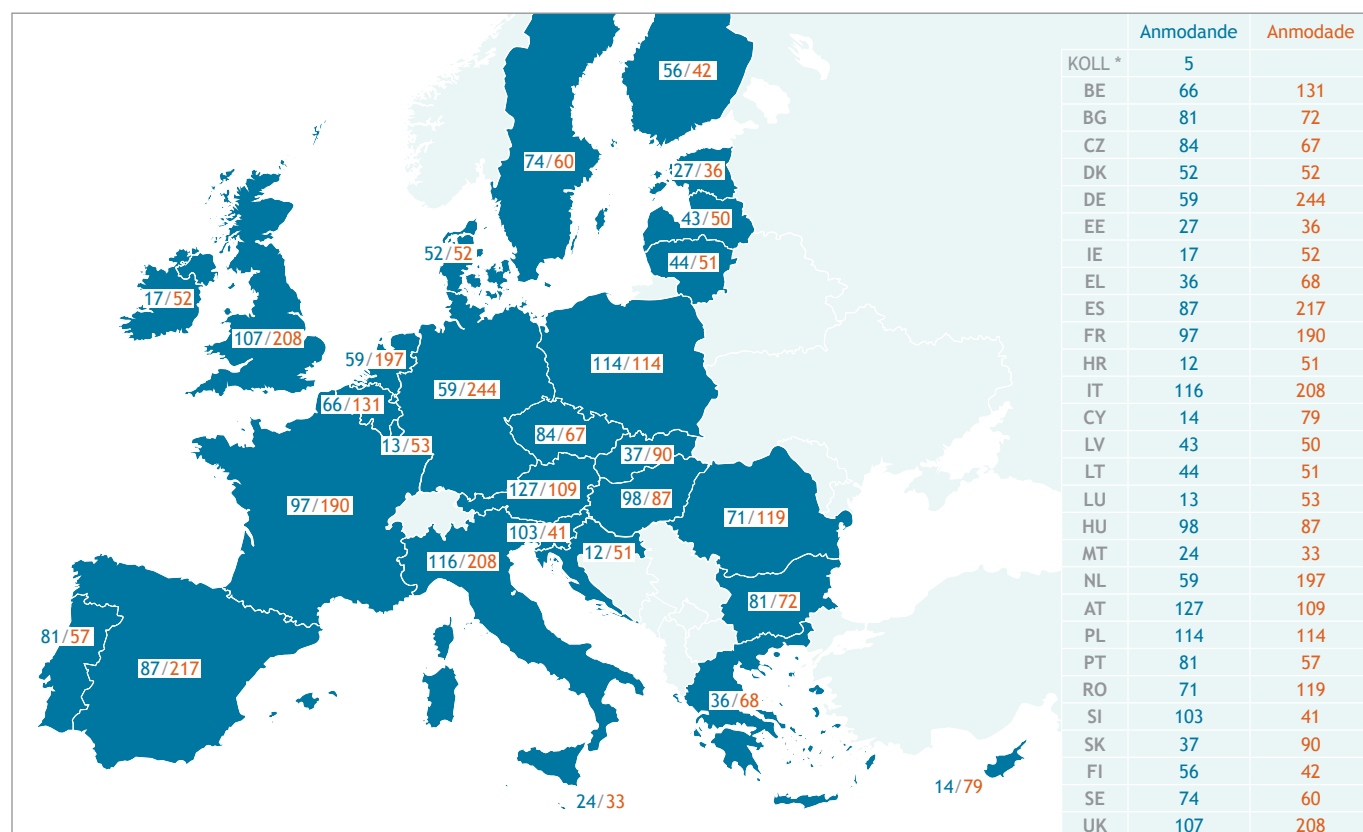 56/42
74/60
27/36
43/50
52/52
44/51
17/52
107/208
59/197
114/114
59/244
66/131
84/67
13/53
37/90
127/109
98/87
97/190
71/119
103/41
12/51
116/208
81/72
81/57
87/217
36/68
14/79
24/33
Anmodande Anmodade
KOLL * 5
BE 66 131
BG 81 72
CZ 84 67
DK 52 52
DE 59 244
EE 27 36
IE 17 52
EL 36 68
ES 87 217
FR 97 190
HR 12 51
IT 116 208
CY 14 79
LV 43 50
LT 44 51
LU 13 53
HU 98 87
MT 24 33
NL 59 197
AT 127 109
PL 114 114
PT 81 57
RO 71 119
SI 103 41
SK 37 90
FI 56 42
SE 74 60
UK 107 208